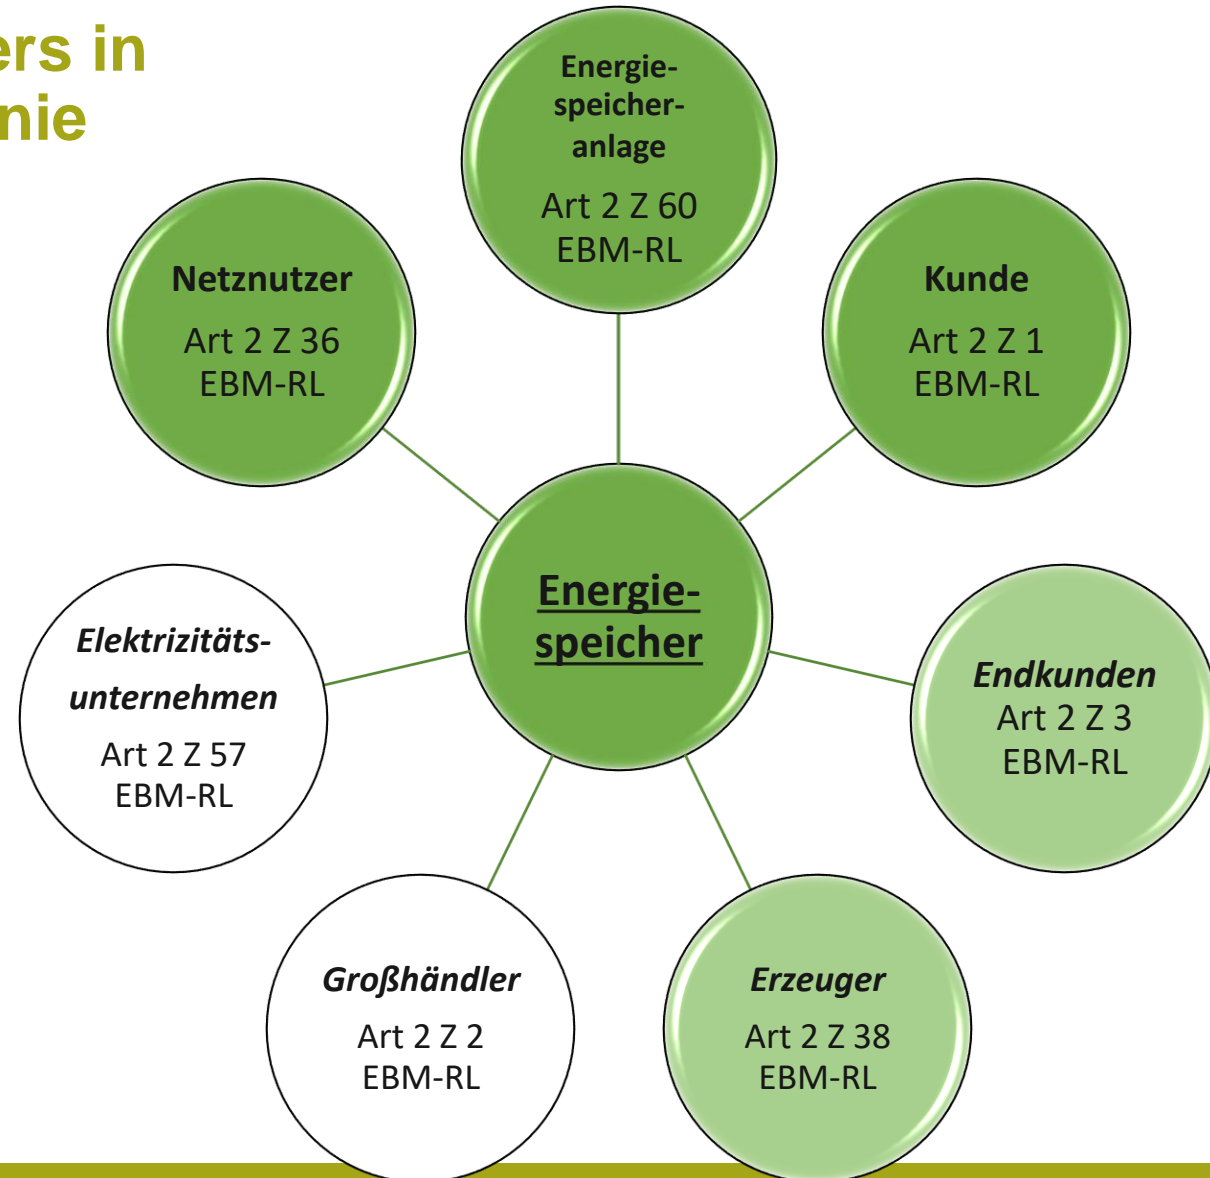 ers in
nie
Energie-
speicher-
anlage
Art 2 Z 60
EBM-RL
Netznutzer
Art 2 Z 36
EBM-RL
Kunde
Art 2 Z 1
EBM-RL
Energie-
speicher
Elektrizitäts-
unternehmen
Art 2 Z 57
EBM-RL
Endkunden
Art 2 Z 3
EBM-RL
Großhändler
Art 2 Z 2
EBM-RL
Erzeuger
Art 2 Z 38
EBM-RL